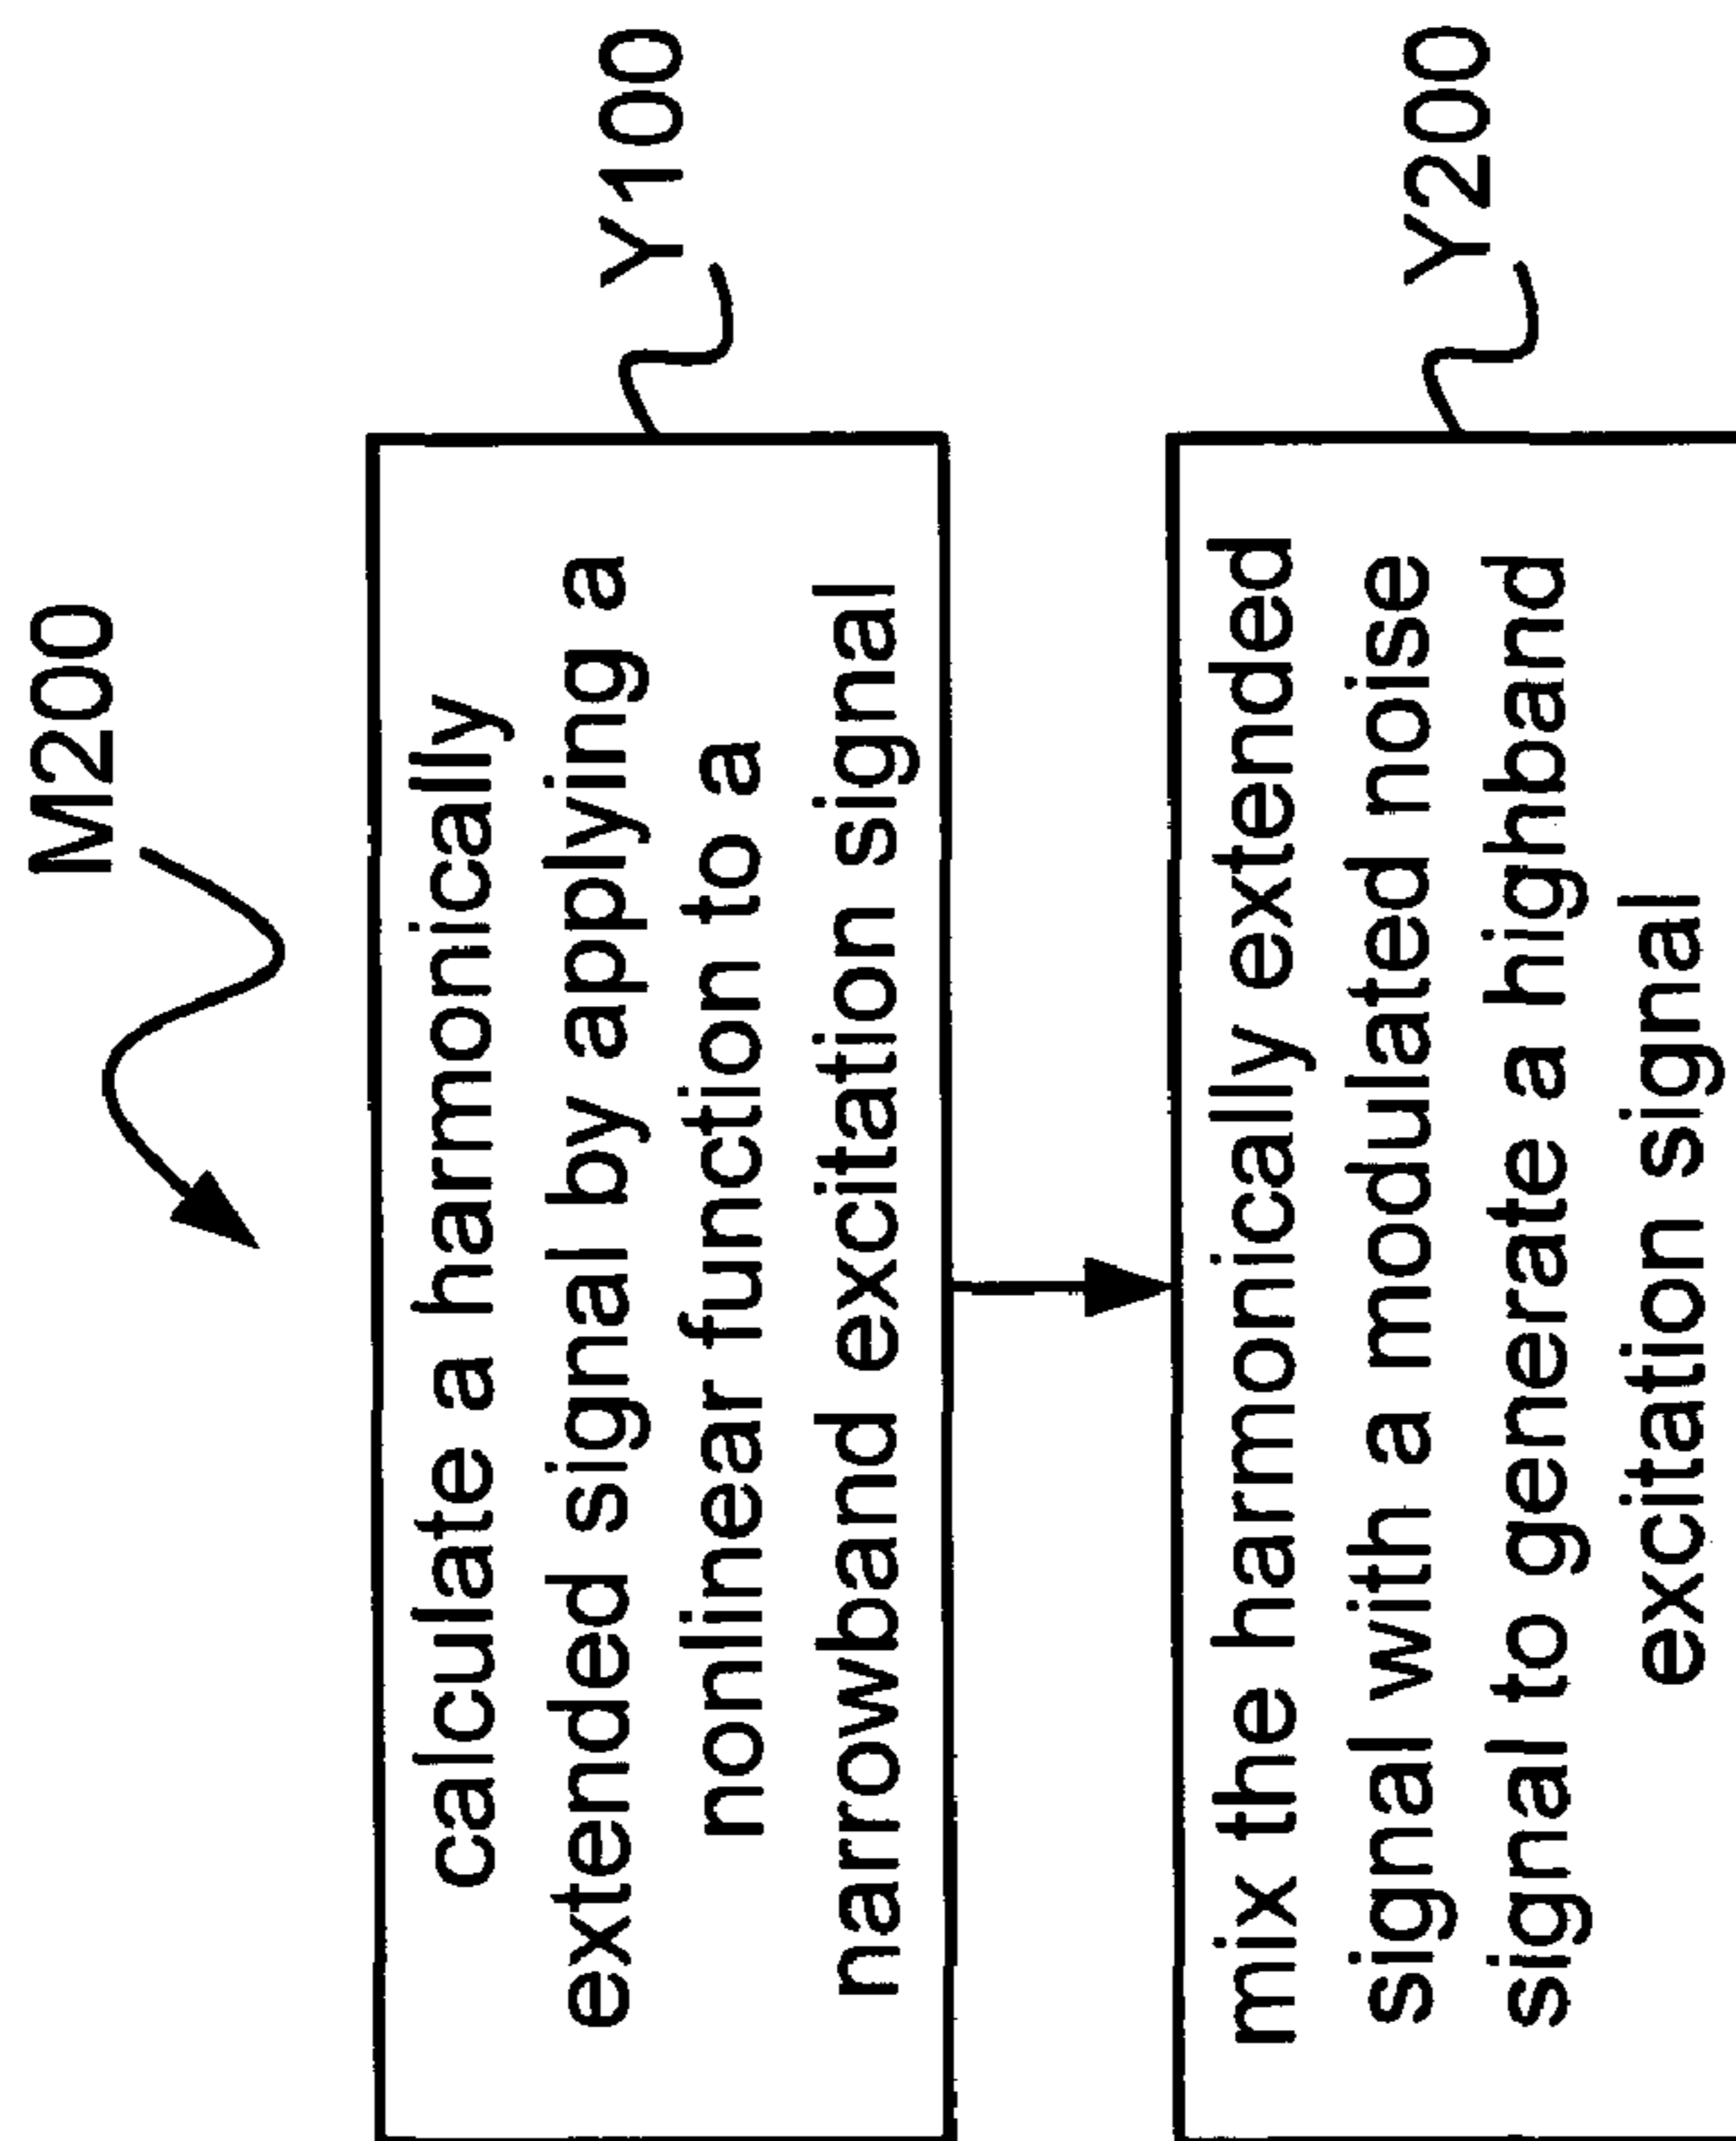 M200
calculate a harmonically
extended signal by applying a
nonlinear function to a
narrowband excitation signal
Y100
mix the harmonically extended
signal with a modulated noise
signal to generate a highband
excitation signal
Y200